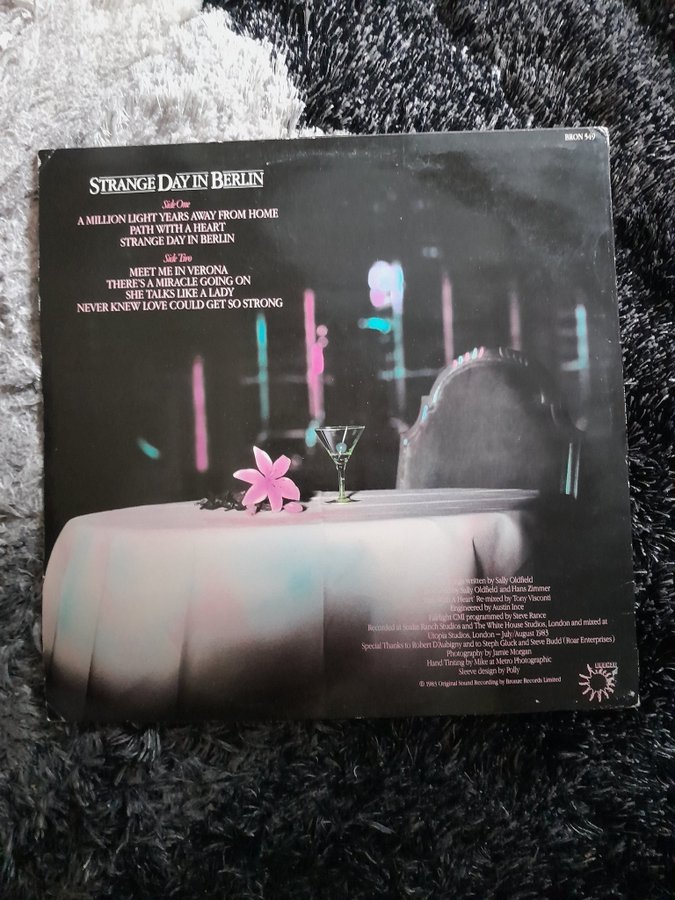 BRON 549
STRANGE DAY IN BERLIN
Side One
A MILLION LIGHT YEARS AWAY FROM HOME
PATH WITH A HEART
STRANGE DAY IN BERLIN
Side Two
MEET ME IN VERONA
THERE'S A MIRACLE GOING ON
SHE TALKS LIKE A LADY
NEVER KNEW LOVE COULD GET SO STRONG
written by Sally Oldfield
by Sally Oldfield and Hans Zimmer
A Heart' Re-mixed by Tony Visconti
Engineered by Austin Ince
Fairlight CMI programmed by Steve Rance
Recorded at Ranch Studios and The White House Studios, London and mixed at
Utopia Studios, London – July/August 1983
Special Thanks to Robert D'Aubigny and to Steph Gluck and Steve Budd (Roar Enterprises)
Photography by Jamie Morgan
Hand Tinting by Mike at Metro Photographic
Sleeve design by Polly
℗ 1983 Original Sound Recording by Bronze Records Limited